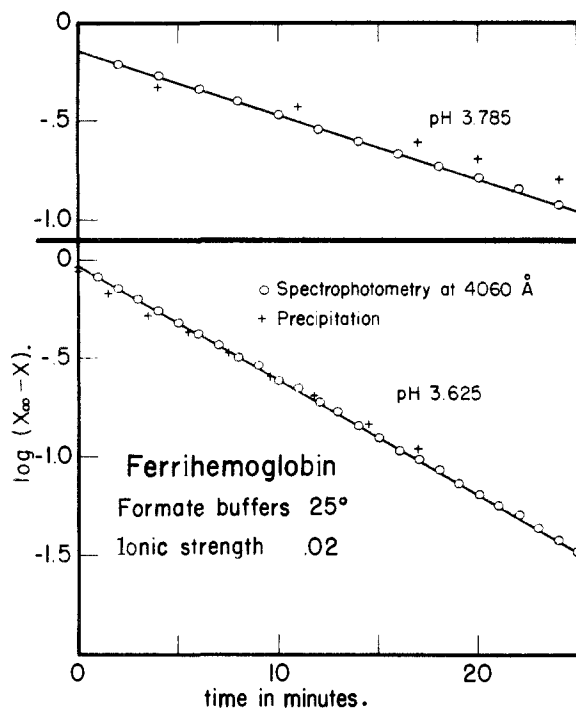 0
-.5
-1.0
pH 3.785
0
-.5
-1.0
-1.5
log (X∞-X).
○ Spectrophotometry at 4060 Å
+ Precipitation
pH 3.625
Ferrihemoglobin
Formate buffers 25°
Ionic strength .02
0 10 20
time in minutes.